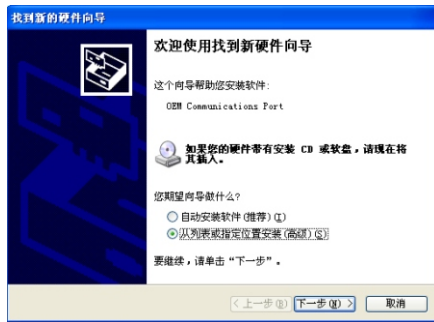 找到新的硬件向导
欢迎使用找到新硬件向导
这个向导帮助您安装软件:
OEM Communications Port
如果您的硬件带有安装 CD 或软盘，请现在将
其插入。
您期望向导做什么?
自动安装软件(推荐)(I)
从列表或指定位置安装(高级)(S)
要继续，请单击“下一步”。
< 上一步(B) 下一步(N) > 取消